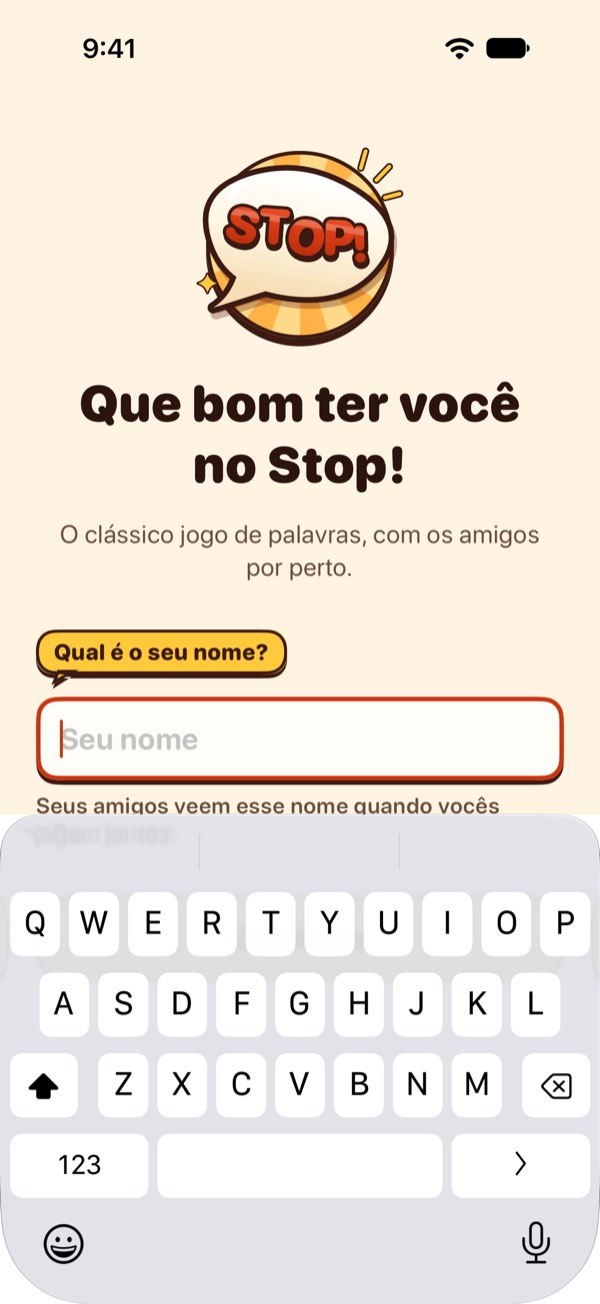 9:41
STOP!
Que bom ter você
no Stop!
O clássico jogo de palavras, com os amigos
por perto.
Qual é o seu nome?
Seu nome
Seus amigos veem esse nome quando vocês
Q W E R T Y U I O P
A S D F G H J K L
Z X C V B N M
123